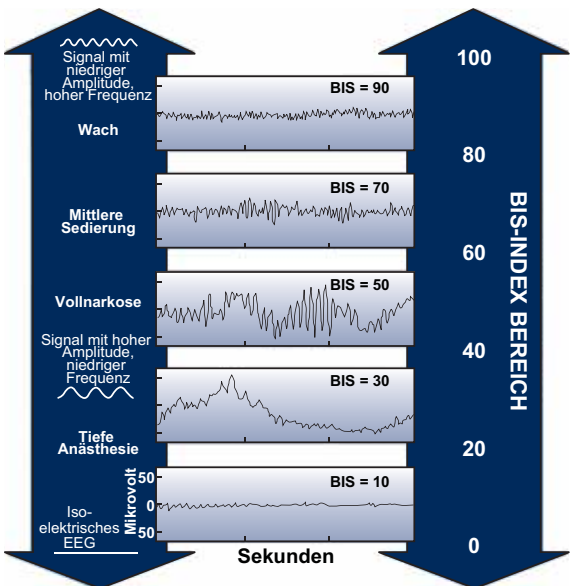 Signal mit
niedriger
Amplitude,
hoher Frequenz
Wach
Mittlere
Sedierung
Vollnarkose
Signal mit hoher
Amplitude,
niedriger
Frequenz
Tiefe
Anästhesie
Iso-
elektrisches
EEG
BIS = 90
BIS = 70
BIS = 50
BIS = 30
BIS = 10
Mikrovolt
50
0
50
Sekunden
100
80
60
40
20
0
BIS-INDEX BEREICH